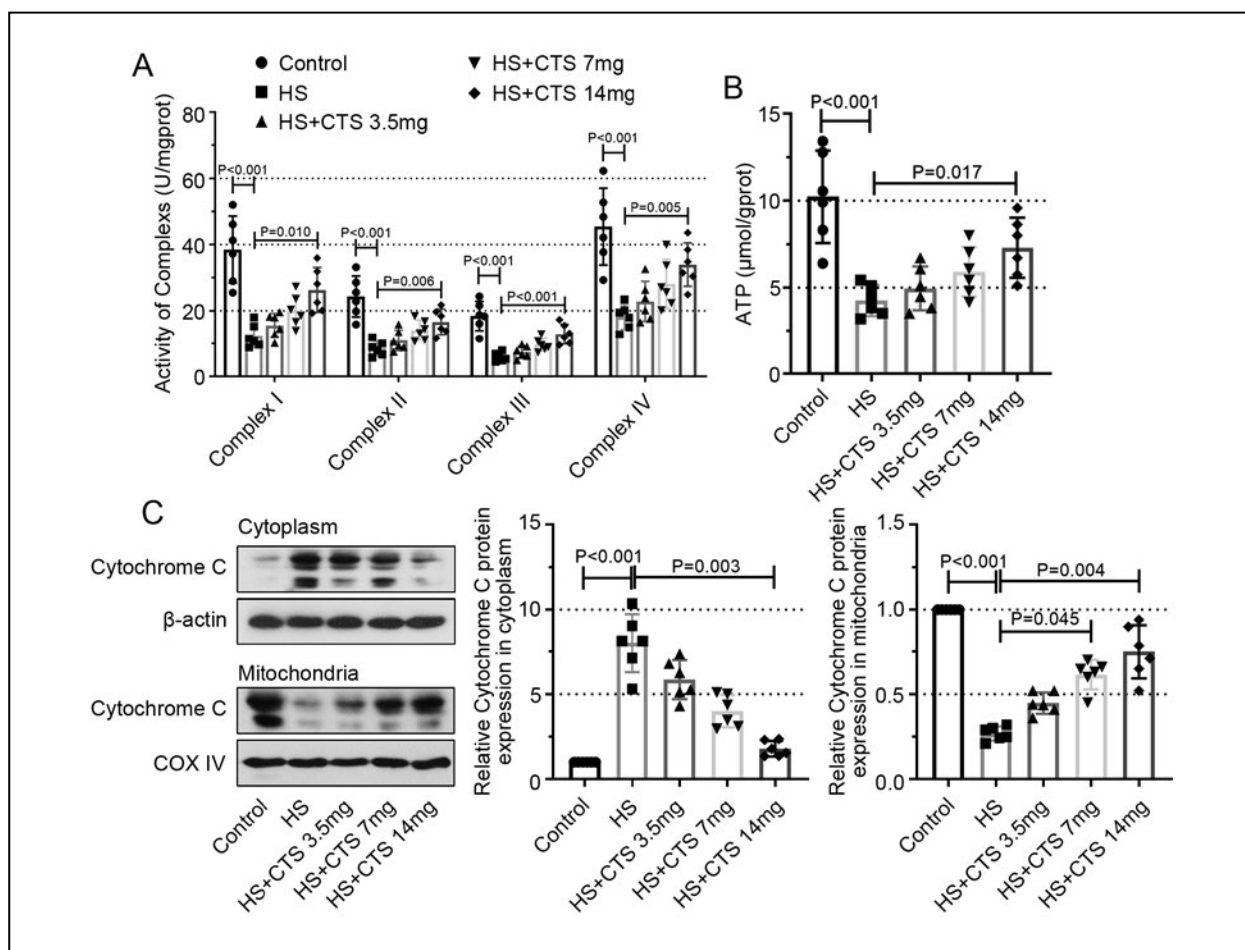 A
Control
HS
HS+CTS 3.5mg
HS+CTS 7mg
HS+CTS 14mg
Activity of Complexs (U/mgprot)
80
60
40
20
0
P<0.001
P=0.010
P<0.001
P=0.006
P<0.001
P<0.001
P<0.001
P=0.005
Complex I
Complex II
Complex III
Complex IV
B
ATP (μmol/gprot)
15
10
5
0
P<0.001
P=0.017
Control
HS
HS+CTS 3.5mg
HS+CTS 7mg
HS+CTS 14mg
C
Cytoplasm
Cytochrome C
β-actin
Mitochondria
Cytochrome C
COX IV
Control
HS
HS+CTS 3.5mg
HS+CTS 7mg
HS+CTS 14mg
Relative Cytochrome C protein
expression in cytoplasm
15
10
5
0
P<0.001
P=0.003
Control
HS
HS+CTS 3.5mg
HS+CTS 7mg
HS+CTS 14mg
Relative Cytochrome C protein
expression in mitochondria
1.5
1.0
0.5
0.0
P<0.001
P=0.004
P=0.045
Control
HS
HS+CTS 3.5mg
HS+CTS 7mg
HS+CTS 14mg